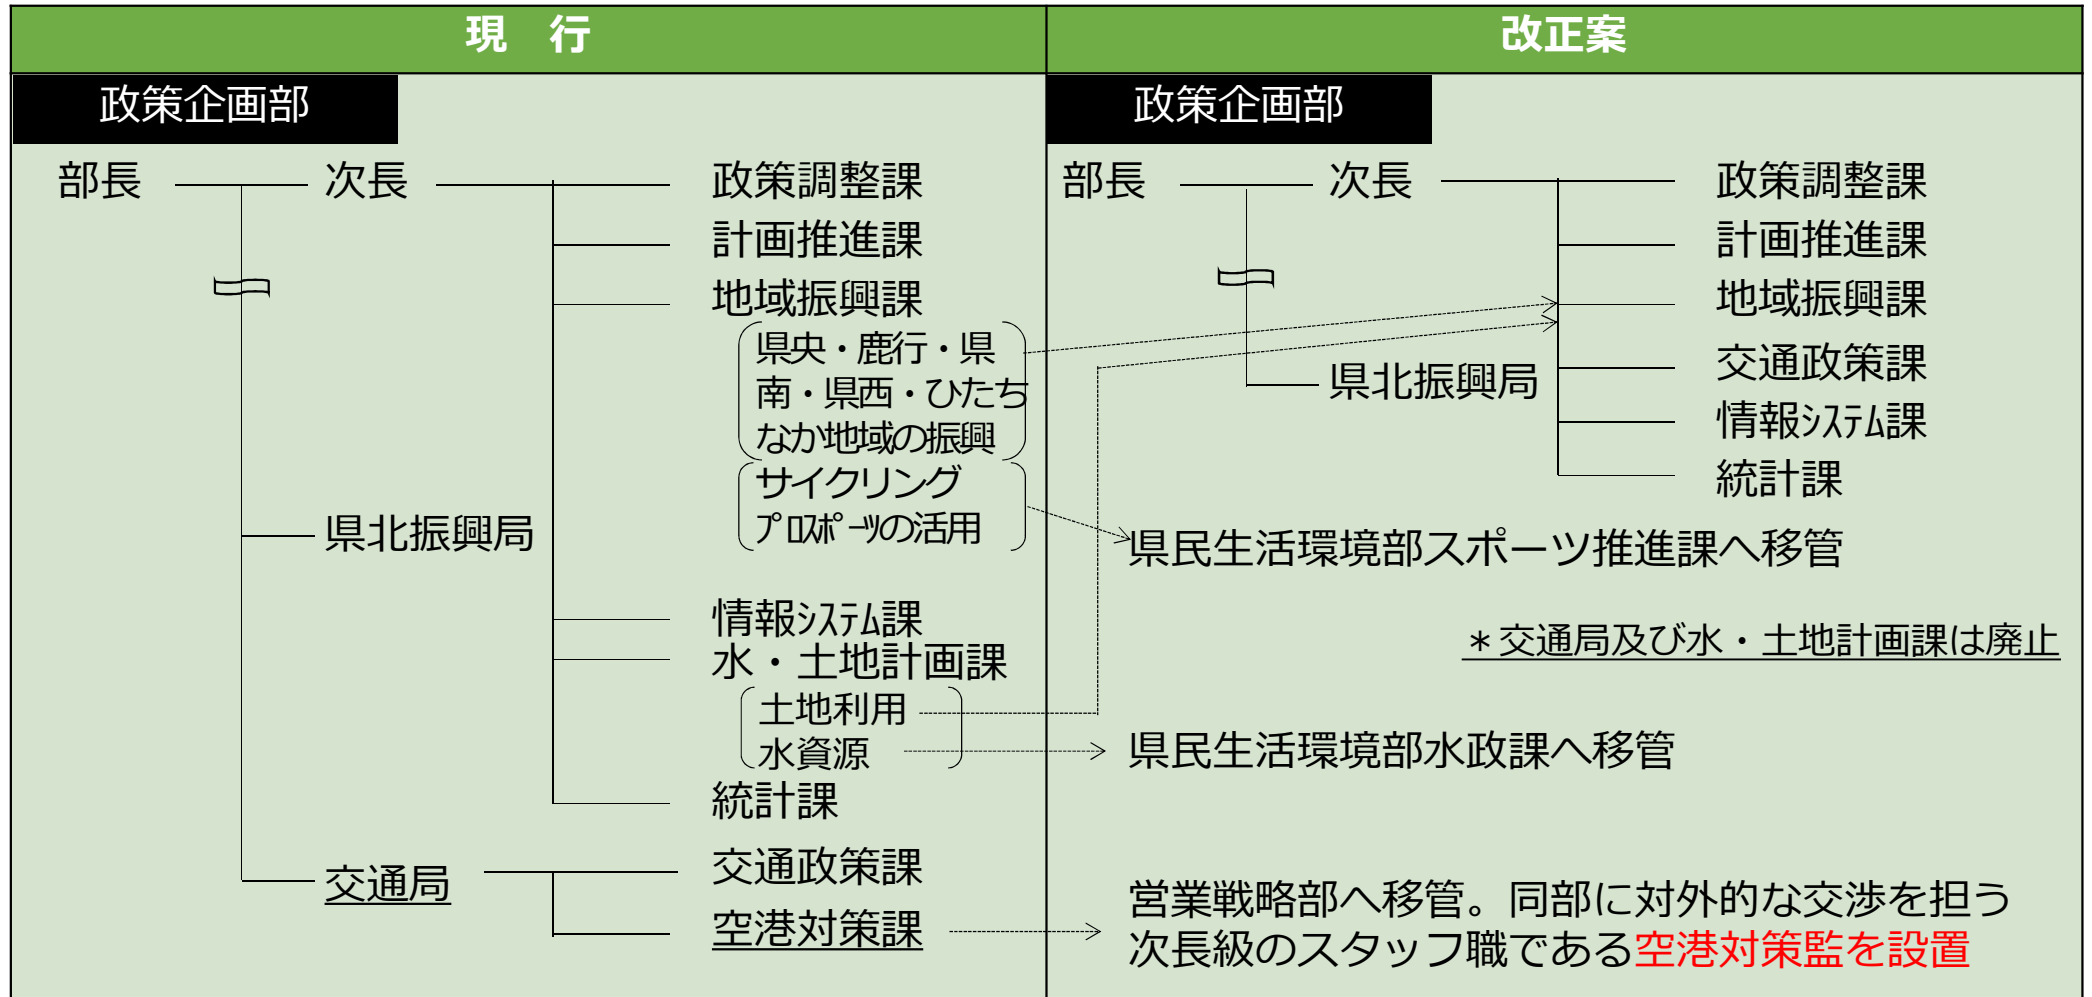 現　行
政策企画部
部長
次長
政策調整課
計画推進課
地域振興課
県央・鹿行・県
南・県西・ひたち
なか地域の振興
サイクリング
ﾌﾟﾛｽﾎﾟｰﾂの活用
県北振興局
情報ｼｽﾃﾑ課
水・土地計画課
土地利用
水資源
統計課
交通局
交通政策課
空港対策課
改正案
政策企画部
部長
次長
政策調整課
計画推進課
地域振興課
交通政策課
県北振興局
情報ｼｽﾃﾑ課
統計課
県民生活環境部スポーツ推進課へ移管
＊交通局及び水・土地計画課は廃止
県民生活環境部水政課へ移管
営業戦略部へ移管。同部に対外的な交渉を担う
次長級のスタッフ職である空港対策監を設置